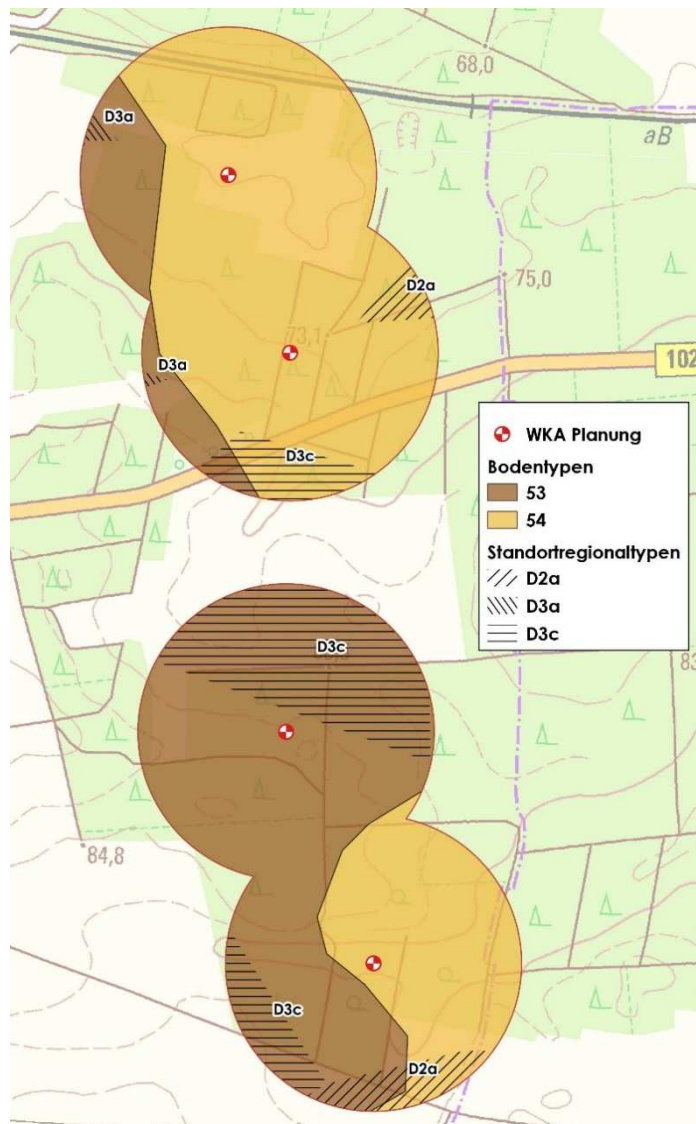 68,0
D3a
aB
D2a
75,0
73,1
D3a
102
D3c
WKA Planung
Bodentypen
53
54
Standortregionaltypen
D2a
D3a
D3c
D3c
83
84,8
D3c
D2a